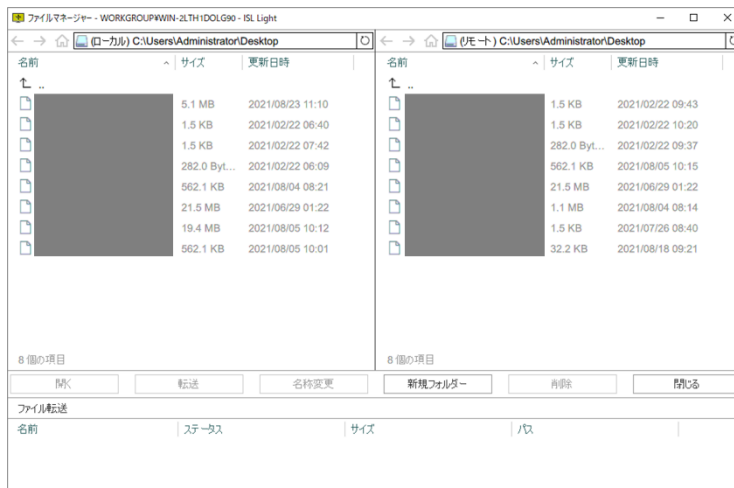 ファイルマネージャー - WORKGROUP¥WIN-2LTH1DOLG90 - ISL Light
(ローカル) C:\Users\Administrator\Desktop
(リモート) C:\Users\Administrator\Desktop
名前 サイズ 更新日時
..
5.1 MB 2021/08/23 11:10
1.5 KB 2021/02/22 06:40
1.5 KB 2021/02/22 07:42
282.0 Byt... 2021/02/22 06:09
562.1 KB 2021/08/04 08:21
21.5 MB 2021/06/29 01:22
19.4 MB 2021/08/05 10:12
562.1 KB 2021/08/05 10:01
8 個の項目
名前 サイズ 更新日時
..
1.5 KB 2021/02/22 09:43
1.5 KB 2021/02/22 10:20
282.0 Byt... 2021/02/22 09:37
562.1 KB 2021/08/05 10:15
21.5 MB 2021/06/29 01:22
1.1 MB 2021/08/04 08:14
1.5 KB 2021/07/26 08:40
32.2 KB 2021/08/18 09:21
8 個の項目
開く 転送 名称変更 新規フォルダー 削除 閉じる
ファイル転送
名前 ステータス サイズ パス